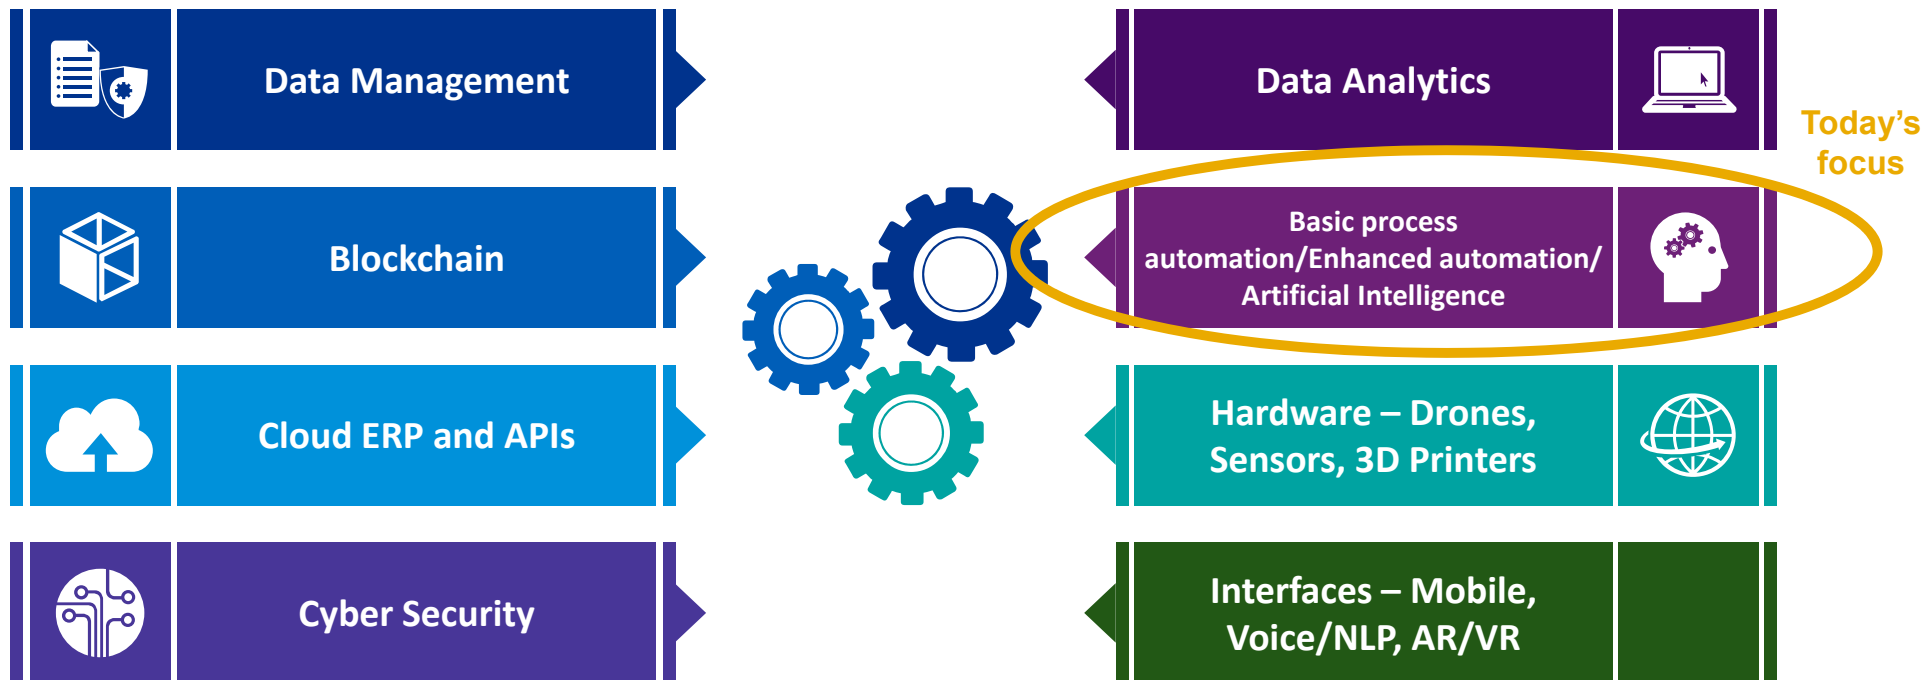 Data Management
Blockchain
Cloud ERP and APIs
Cyber Security
Data Analytics
Today’s
focus
Basic process
automation/Enhanced automation/
Artificial Intelligence
Hardware – Drones,
Sensors, 3D Printers
Interfaces – Mobile,
Voice/NLP, AR/VR